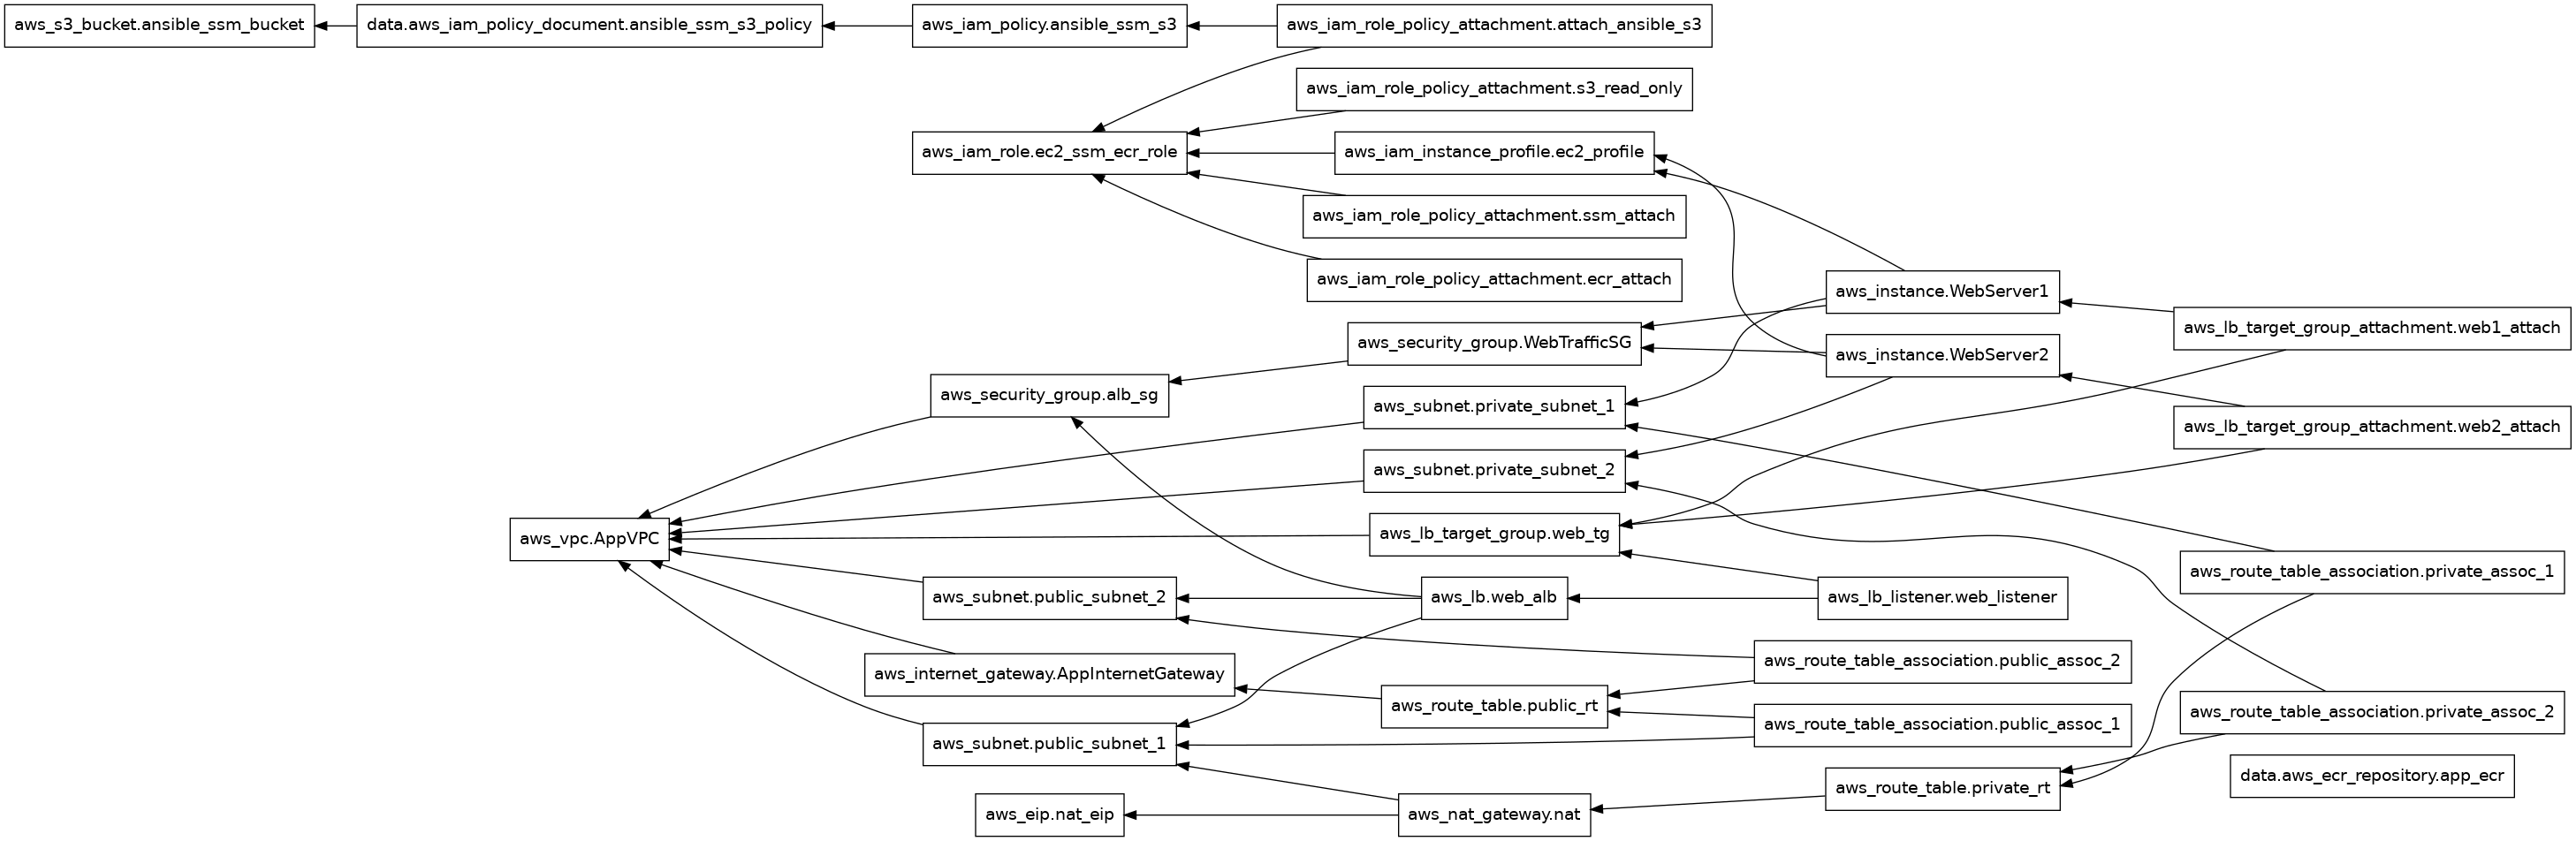 aws_s3_bucket.ansible_ssm_bucket
data.aws_iam_policy_document.ansible_ssm_s3_policy
aws_iam_policy.ansible_ssm_s3
aws_iam_role_policy_attachment.attach_ansible_s3
aws_iam_role_policy_attachment.s3_read_only
aws_iam_role.ec2_ssm_ecr_role
aws_iam_instance_profile.ec2_profile
aws_iam_role_policy_attachment.ssm_attach
aws_iam_role_policy_attachment.ecr_attach
aws_instance.WebServer1
aws_lb_target_group_attachment.web1_attach
aws_security_group.WebTrafficSG
aws_instance.WebServer2
aws_security_group.alb_sg
aws_subnet.private_subnet_1
aws_lb_target_group_attachment.web2_attach
aws_subnet.private_subnet_2
aws_vpc.AppVPC
aws_lb_target_group.web_tg
aws_route_table_association.private_assoc_1
aws_subnet.public_subnet_2
aws_lb.web_alb
aws_lb_listener.web_listener
aws_route_table_association.public_assoc_2
aws_internet_gateway.AppInternetGateway
aws_route_table.public_rt
aws_route_table_association.private_assoc_2
aws_route_table_association.public_assoc_1
aws_subnet.public_subnet_1
data.aws_ecr_repository.app_ecr
aws_route_table.private_rt
aws_eip.nat_eip
aws_nat_gateway.nat